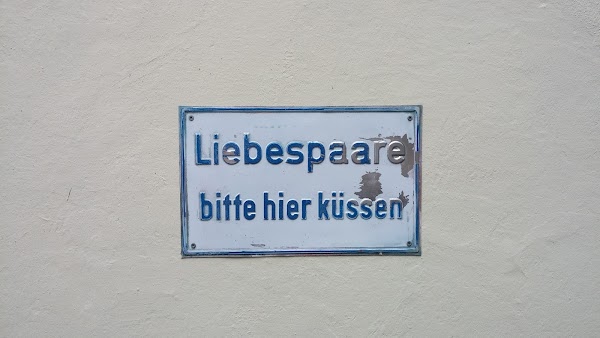 Liebespaare
bitte hier küssen